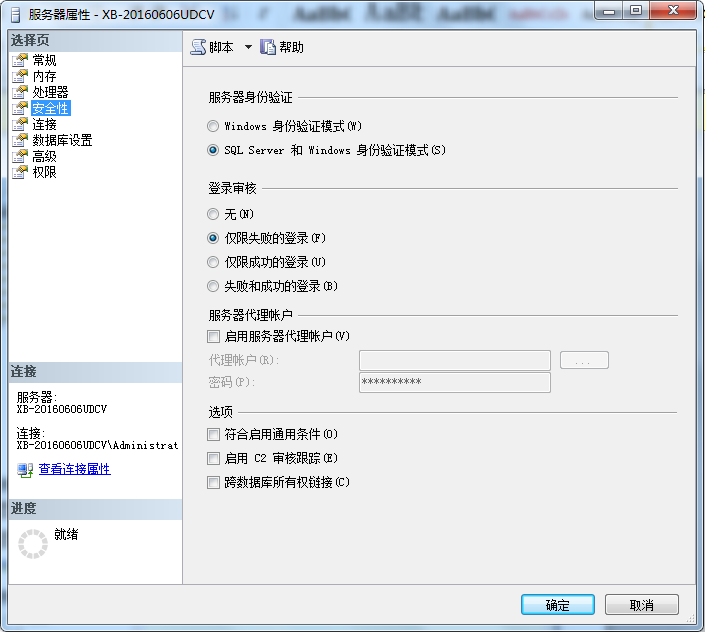 服务器属性 - XB-20160606UDCV
选择页
常规
内存
处理器
安全性
连接
数据库设置
高级
权限
脚本
帮助
服务器身份验证
Windows 身份验证模式(W)
SQL Server 和 Windows 身份验证模式(S)
登录审核
无(N)
仅限失败的登录(F)
仅限成功的登录(U)
失败和成功的登录(B)
服务器代理帐户
启用服务器代理帐户(V)
代理帐户(R):
...
密码(P):
**********
选项
符合启用通用条件(O)
启用 C2 审核跟踪(E)
跨数据库所有权链接(C)
连接
服务器:
XB-20160606UDCV
连接:
XB-20160606UDCV\Administrat
查看连接属性
进度
就绪
确定
取消